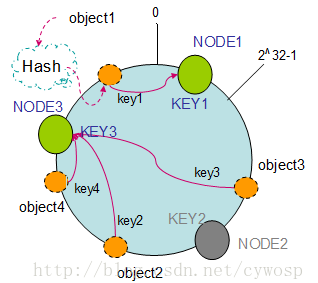 object1
0
NODE1
2^32-1
Hash
key1
KEY1
NODE3
KEY3
key3
object3
key4
object4
key2
KEY2
NODE2
object2
http://blog.csdn.net/cywosp